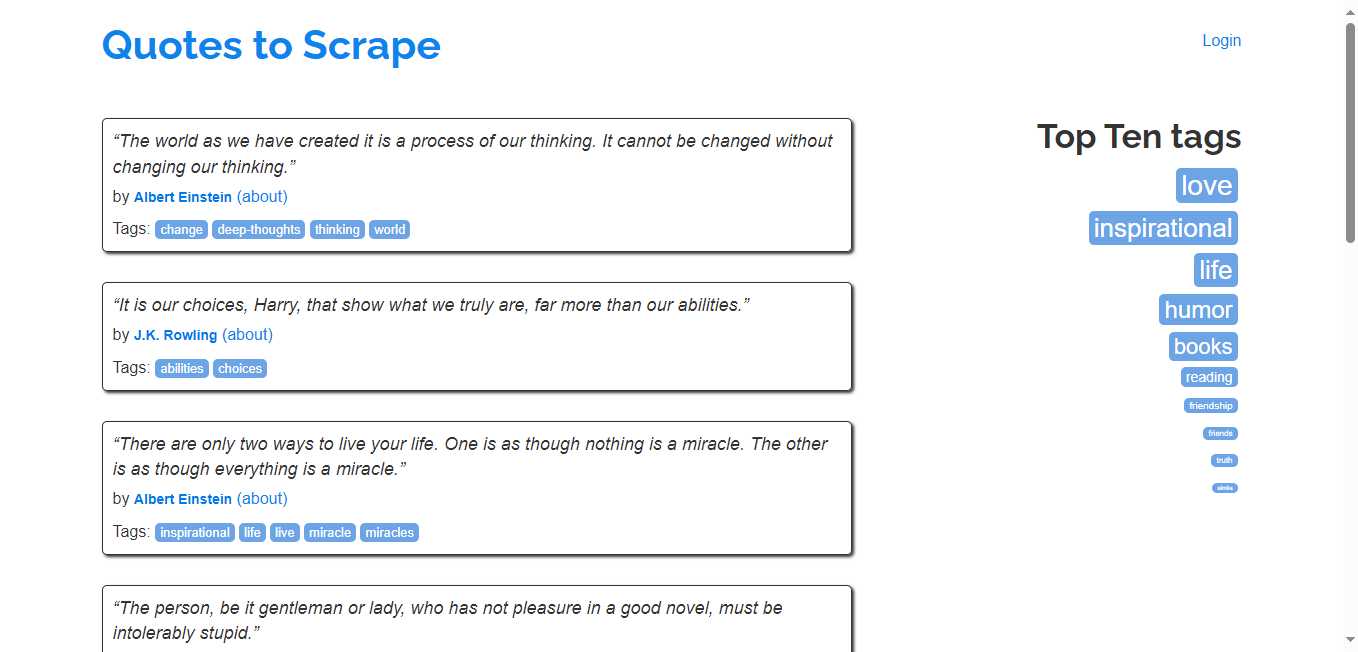 Quotes to Scrape
Login
“The world as we have created it is a process of our thinking. It cannot be changed without
changing our thinking.”
by Albert Einstein (about)
Tags: change deep-thoughts thinking world
“It is our choices, Harry, that show what we truly are, far more than our abilities.”
by J.K. Rowling (about)
Tags: abilities choices
“There are only two ways to live your life. One is as though nothing is a miracle. The other
is as though everything is a miracle.”
by Albert Einstein (about)
Tags: inspirational life live miracle miracles
“The person, be it gentleman or lady, who has not pleasure in a good novel, must be
intolerably stupid.”
Top Ten tags
love
inspirational
life
humor
books
reading
friendship
friends
truth
simile